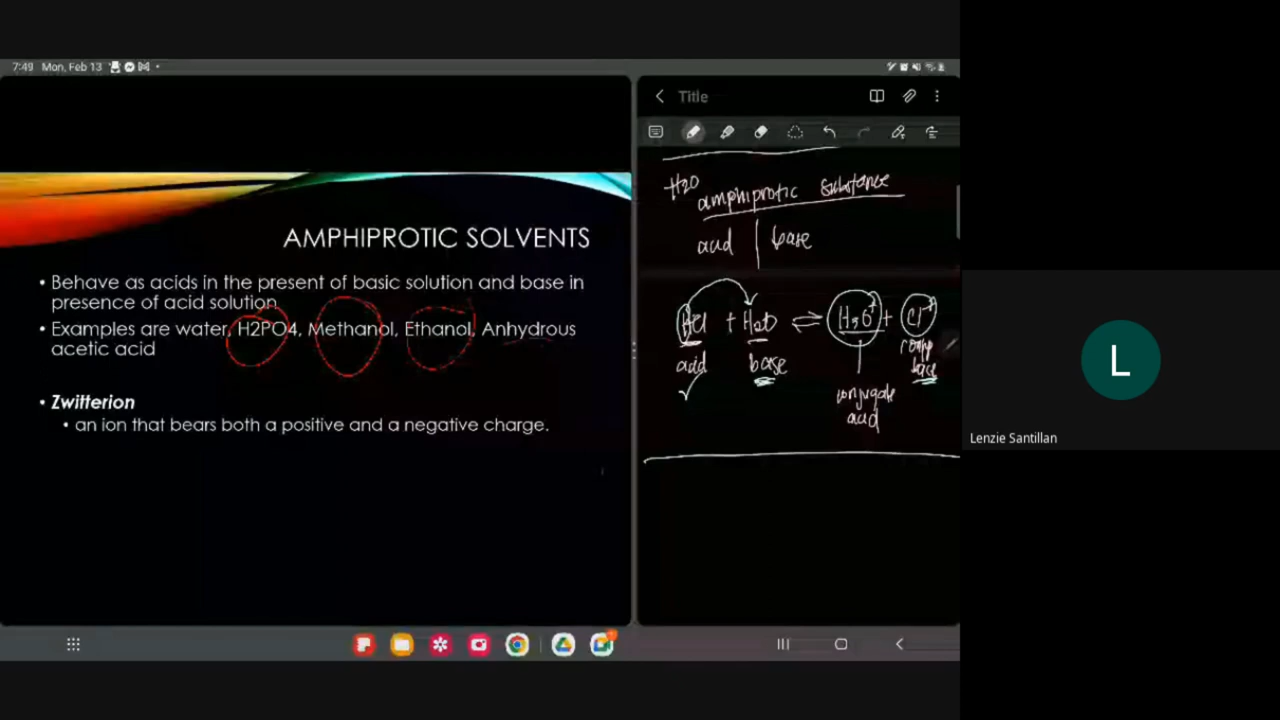 7:49 Mon, Feb 13
AMPHIPROTIC SOLVENTS
• Behave as acids in the present of basic solution and base in
presence of acid solution
• Examples are water, H2PO4, Methanol, Ethanol, Anhydrous
acetic acid
• Zwitterion
• an ion that bears both a positive and a negative charge.
Title
H2O
amphiprotic substance
acid | base
HCl + H2O ⇌ H3O+ + Cl
acid base
base
conjugate
acid
L
Lenzie Santillan